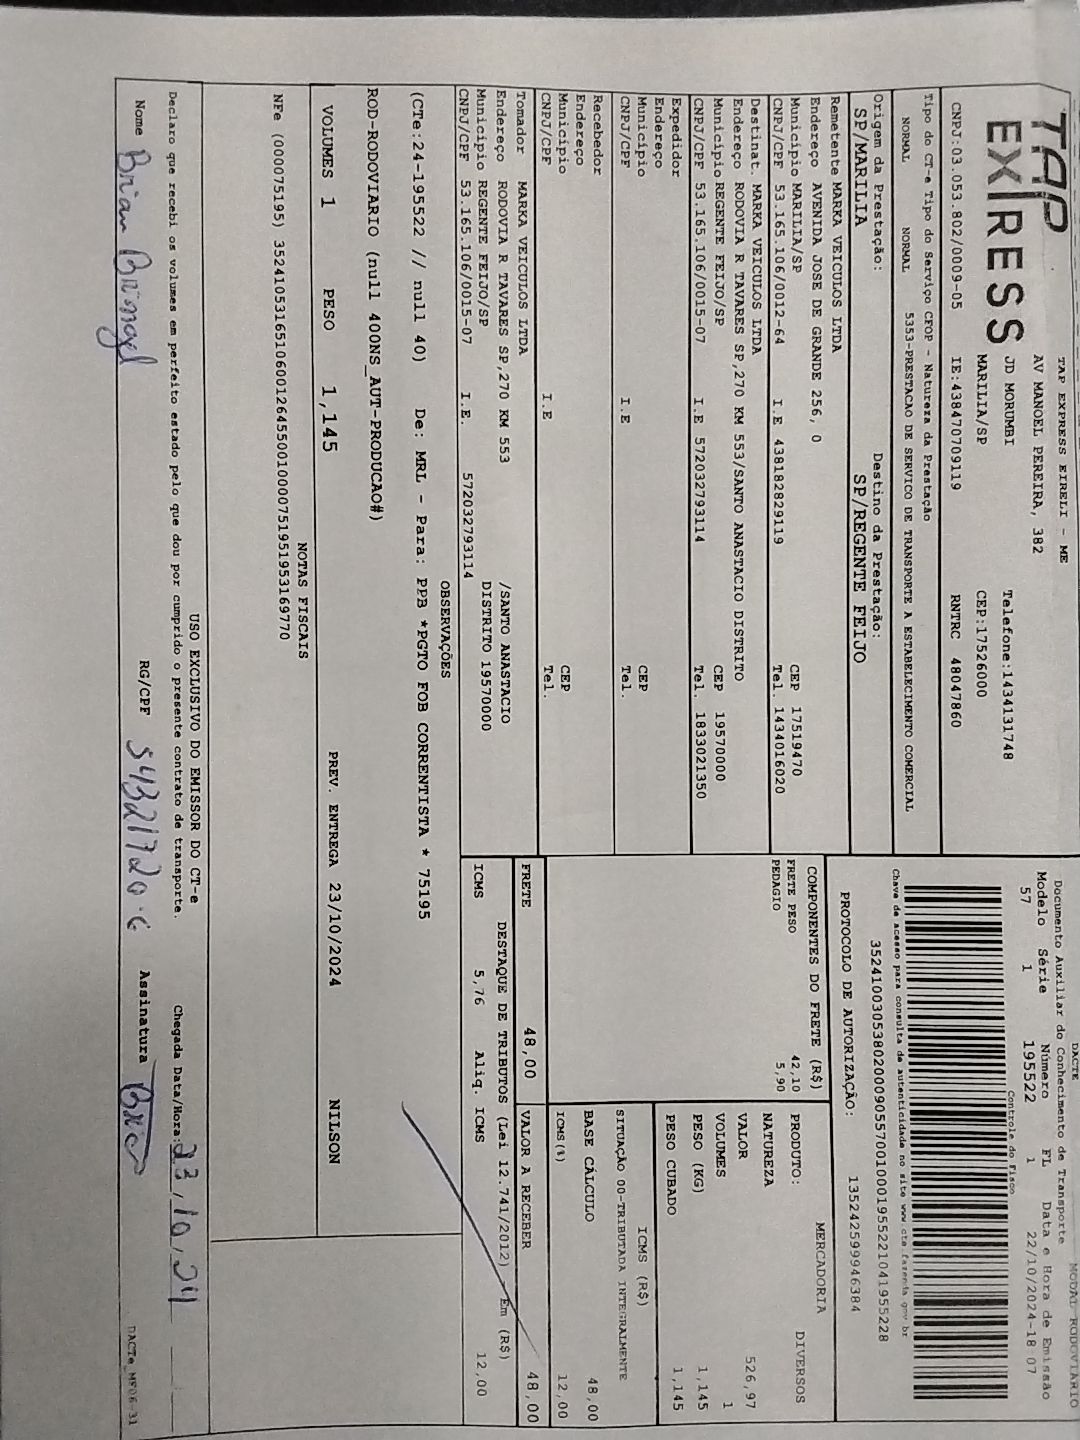 TAP EXPRESS
TAP EXPRESS EIRELI - ME
AV MANOEL PEREIRA, 382
JD MORUMBI
MARILIA/SP
Telefone:1434131748
CEP:17526000
CNPJ:03.053.802/0009-05 IE:438470709119 RNTRC 48047860
DACTE MODAL RODOVIARIO
Documento Auxiliar do Conhecimento de Transporte
Modelo Série Número FL Data e Hora de Emissão
57 1 195522 1 22/10/2024-18 07
Controle do Fisco
Chave de acesso para consulta de autenticidade no site www.cte.fazenda.gov.br
PROTOCOLO DE AUTORIZAÇÃO: 135242599946384
Tipo do CT-e Tipo do Serviço CFOP - Natureza da Prestação
NORMAL NORMAL 5353-PRESTACAO DE SERVICO DE TRANSPORTE A ESTABELECIMENTO COMERCIAL
Origem da Prestação: Destino da Prestação:
SP/MARILIA SP/REGENTE FEIJO
Remetente MARKA VEICULOS LTDA
Endereço AVENIDA JOSE DE GRANDE 256, 0
Município MARILIA/SP CEP 17519470
CNPJ/CPF 53.165.106/0012-64 I.E 438182829119 Tel. 1434016020
Destinat. MARKA VEICULOS LTDA
Endereço RODOVIA R TAVARES SP,270 KM 553/SANTO ANASTACIO DISTRITO
Município REGENTE FEIJO/SP CEP 19570000
CNPJ/CPF 53.165.106/0015-07 I.E 572032793114 Tel. 1833021350
Expedidor
Endereço
Município CEP
CNPJ/CPF I.E Tel.
Recebedor
Endereço
Município CEP
CNPJ/CPF I.E Tel.
Tomador MARKA VEICULOS LTDA
Endereço RODOVIA R TAVARES SP,270 KM 553 /SANTO ANASTACIO
Município REGENTE FEIJO/SP DISTRITO 19570000
CNPJ/CPF 53.165.106/0015-07 I.E. 572032793114
COMPONENTES DO FRETE (R$)
FRETE PESO 42,10
PEDAGIO 5,90
MERCADORIA
PRODUTO: DIVERSOS
NATUREZA
VALOR 526,97
VOLUMES 1
PESO (KG) 1,145
PESO CUBADO 1,145
ICMS (R$)
SITUAÇÃO 00-TRIBUTADA INTEGRALMENTE
BASE CÁLCULO 48,00
ICMS(%) 12,00
FRETE 48,00 VALOR A RECEBER 48,00
DESTAQUE DE TRIBUTOS (Lei 12.741/2012) - Em (R$)
ICMS 5,76 Aliq. ICMS 12,00
OBSERVAÇÕES
(CTe:24-195522 // null 40) De: MRL - Para: PPB *PGTO FOB CORRENTISTA * 75195
ROD-RODOVIARIO (null 400NS_AUT-PRODUCAO#)
VOLUMES 1 PESO 1,145 PREV. ENTREGA 23/10/2024 NILSON
NOTAS FISCAIS
USO EXCLUSIVO DO EMISSOR DO CT-e
Declaro que recebi os volumes em perfeito estado pelo que dou por cumprido o presente contrato de transporte. Chegada Data/Hora: 23/10/24
Nome Brian RG/CPF Assinatura